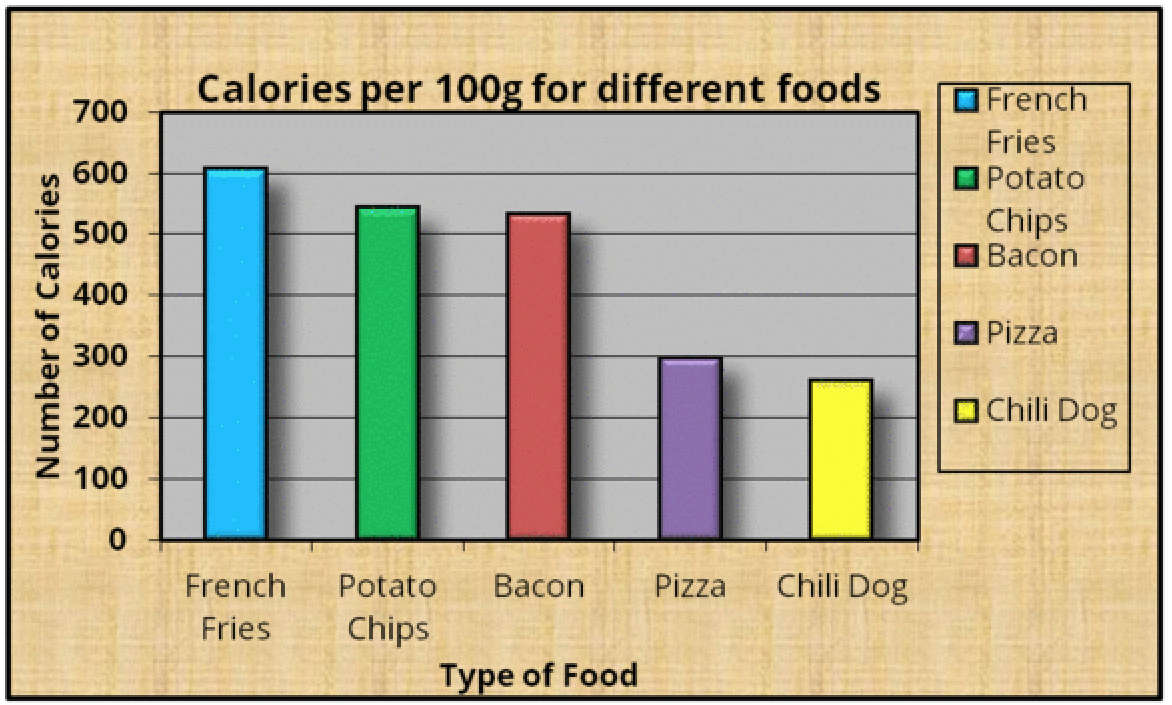 Calories per 100g for different foods
700
600
500
400
300
200
100
0
Number of Calories
French
Fries
Potato
Chips
Bacon
Pizza
Chili Dog
Type of Food
French
Fries
Potato
Chips
Bacon
Pizza
Chili Dog